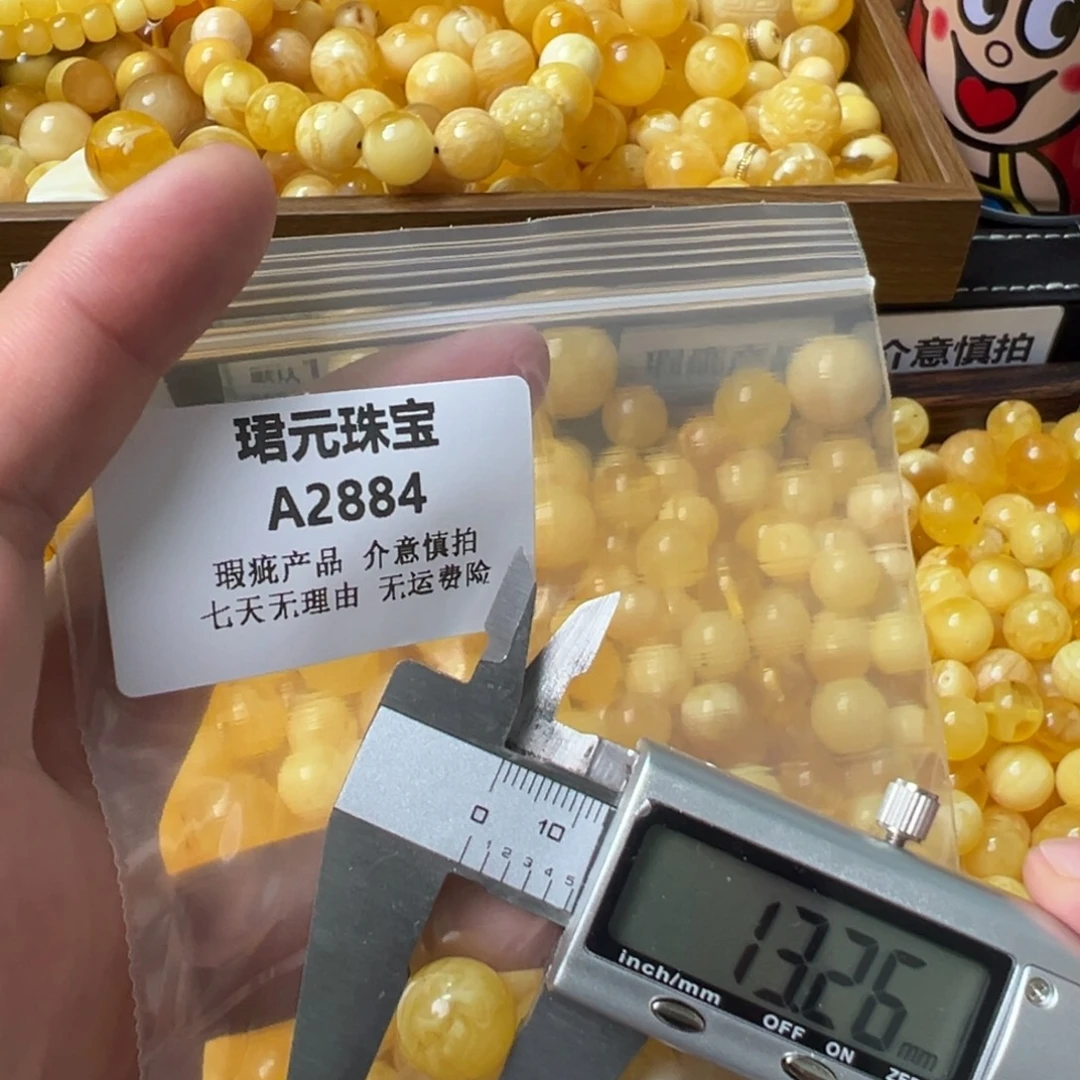 珺元珠宝
A2884
瑕疵产品 介意慎拍
七天无理由 无运费险
介意慎拍
0 10
1 2 3 4 5
13.26 mm
inch/mm
OFF ON